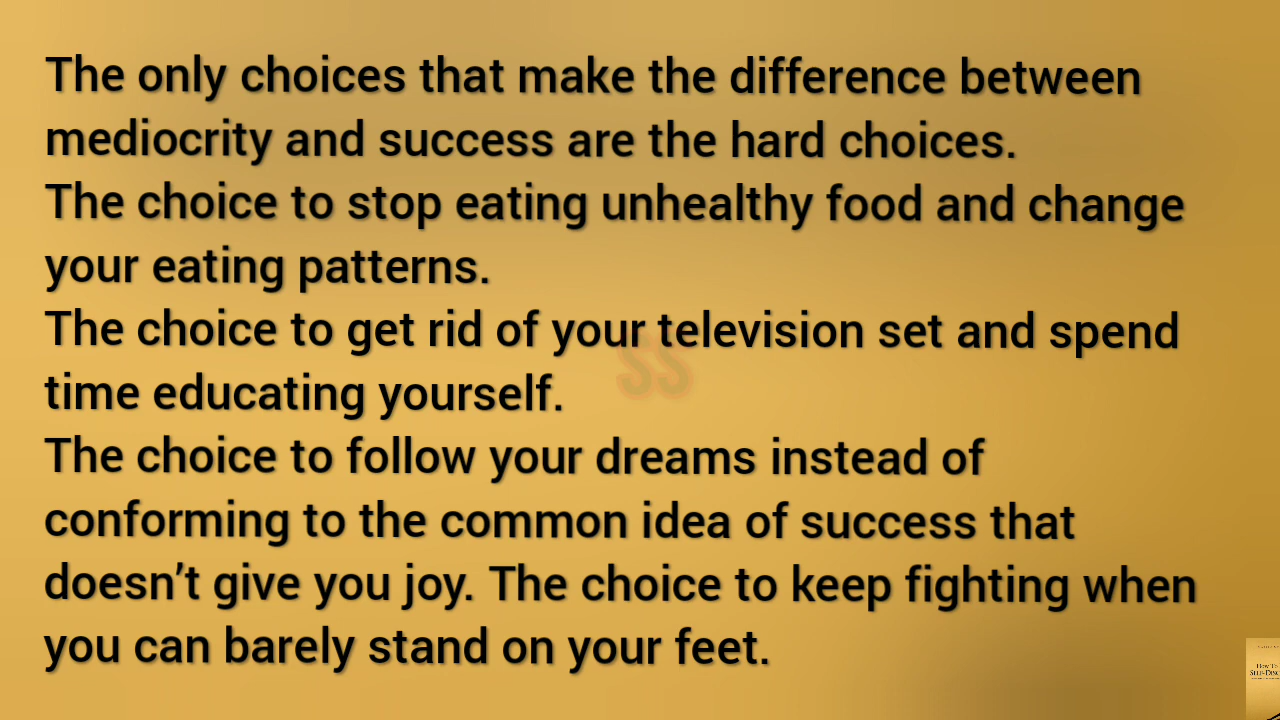 The only choices that make the difference between
mediocrity and success are the hard choices.
The choice to stop eating unhealthy food and change
your eating patterns.
The choice to get rid of your television set and spend
time educating yourself.
The choice to follow your dreams instead of
conforming to the common idea of success that
doesn’t give you joy. The choice to keep fighting when
you can barely stand on your feet.
How To